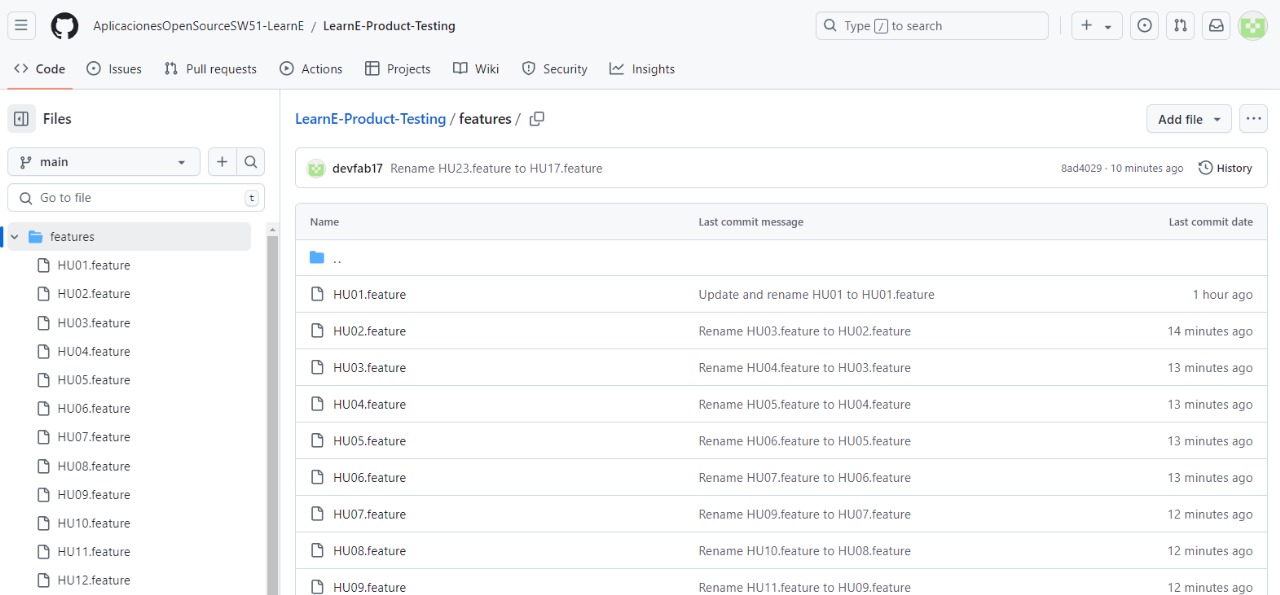 AplicacionesOpenSourceSW51-LearnE / LearnE-Product-Testing
Type / to search
Code Issues Pull requests Actions Projects Wiki Security Insights
Files
main
Go to file t
features
HU01.feature
HU02.feature
HU03.feature
HU04.feature
HU05.feature
HU06.feature
HU07.feature
HU08.feature
HU09.feature
HU10.feature
HU11.feature
HU12.feature
LearnE-Product-Testing / features /
Add file
devfab17 Rename HU23.feature to HU17.feature 8ad4029 · 10 minutes ago History
Name Last commit message Last commit date
..
HU01.feature Update and rename HU01 to HU01.feature 1 hour ago
HU02.feature Rename HU03.feature to HU02.feature 14 minutes ago
HU03.feature Rename HU04.feature to HU03.feature 13 minutes ago
HU04.feature Rename HU05.feature to HU04.feature 13 minutes ago
HU05.feature Rename HU06.feature to HU05.feature 13 minutes ago
HU06.feature Rename HU07.feature to HU06.feature 13 minutes ago
HU07.feature Rename HU09.feature to HU07.feature 12 minutes ago
HU08.feature Rename HU10.feature to HU08.feature 12 minutes ago
HU09.feature Rename HU11.feature to HU09.feature 12 minutes ago